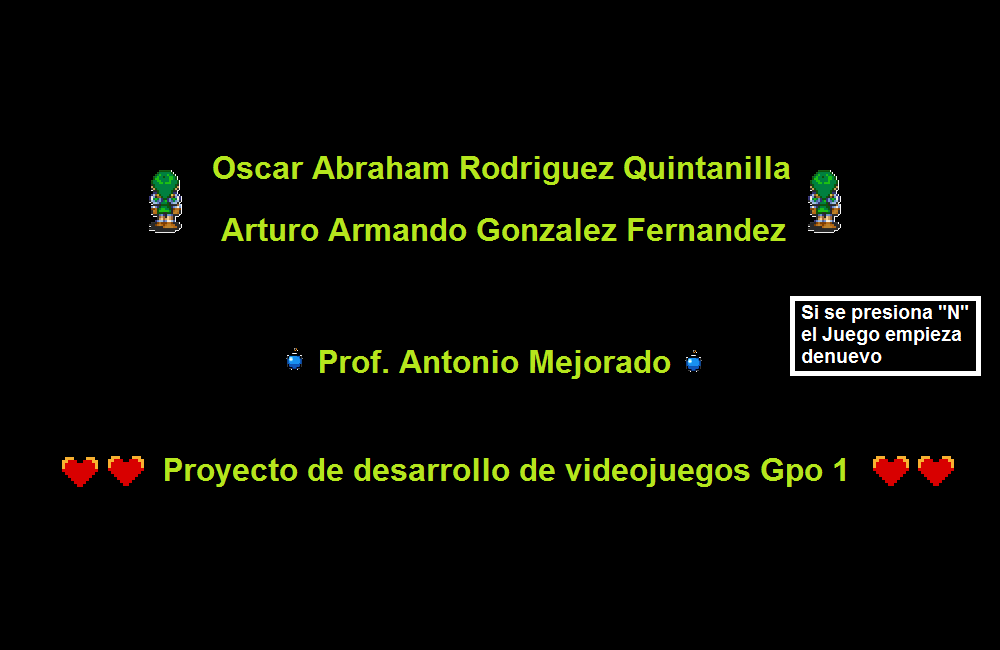 Oscar Abraham Rodriguez Quintanilla
Arturo Armando Gonzalez Fernandez
Si se presiona "N"
el Juego empieza
denuevo
Prof. Antonio Mejorado
Proyecto de desarrollo de videojuegos Gpo 1